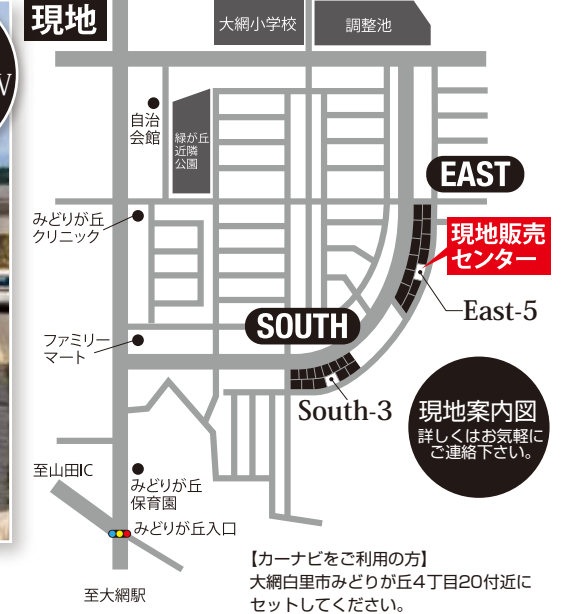 現地
大網小学校
調整池
自治
会館
緑が丘
近隣
公園
EAST
みどりが丘
クリニック
現地販売
センター
East-5
SOUTH
ファミリー
マート
South-3
現地案内図
詳しくはお気軽に
ご連絡下さい。
至山田IC
みどりが丘
保育園
みどりが丘入口
至大網駅
【カーナビをご利用の方】
大網白里市みどりが丘4丁目20付近に
セットしてください。